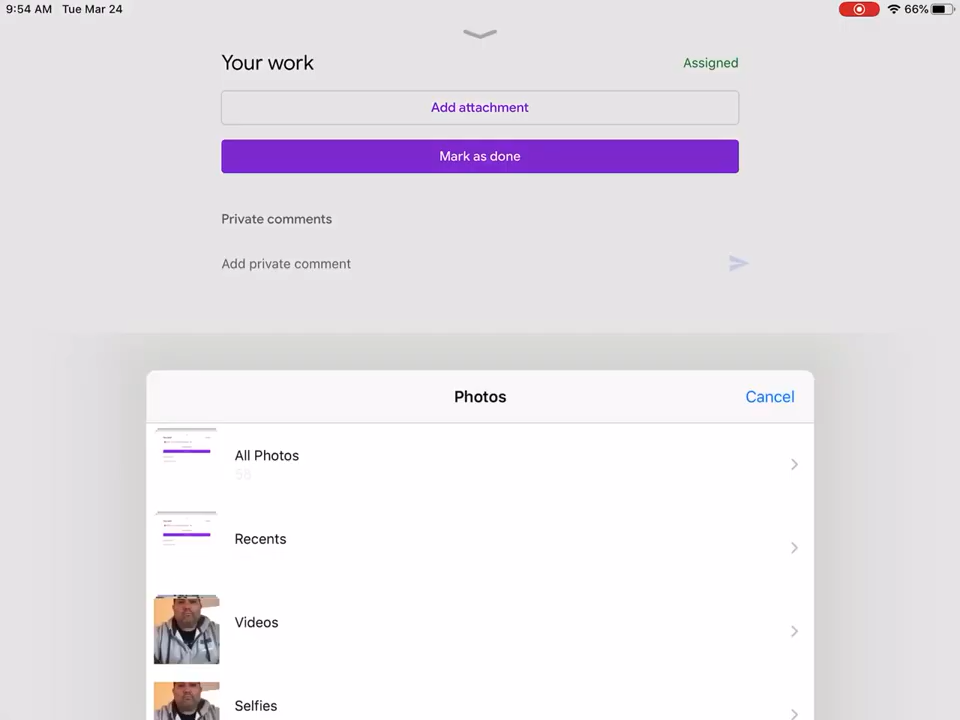 9:54 AM Tue Mar 24
66%
Your work
Assigned
Add attachment
Mark as done
Private comments
Add private comment
Photos
Cancel
All Photos
58
Recents
Videos
Selfies